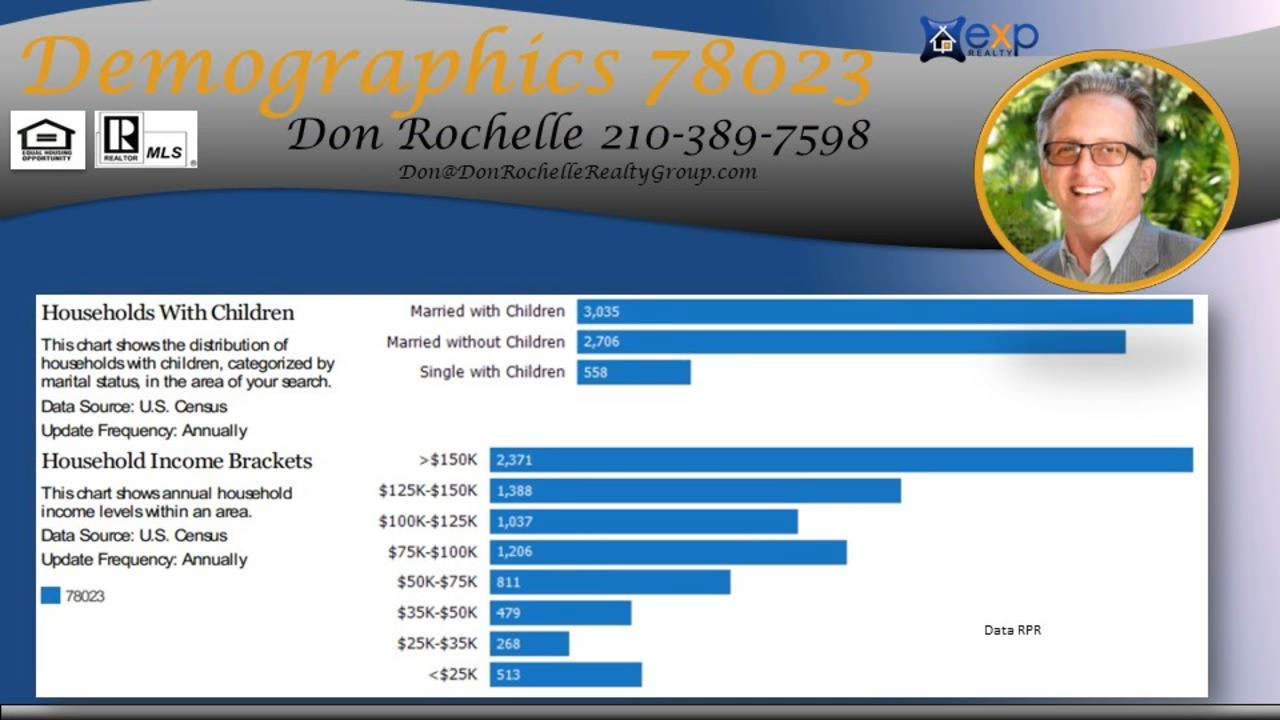 exp
REALTY
Demographics 78023
EQUAL HOUSING
OPPORTUNITY
R
REALTOR
MLS
®
Don Rochelle 210-389-7598
Don@DonRochelleRealtyGroup.com
Households With Children
This chart shows the distribution of
households with children, categorized by
marital status, in the area of your search.
Data Source: U.S. Census
Update Frequency: Annually
Married with Children 3,035
Married without Children 2,706
Single with Children 558
Household Income Brackets
This chart shows annual household
income levels within an area.
Data Source: U.S. Census
Update Frequency: Annually
78023
>$150K 2,371
$125K-$150K 1,388
$100K-$125K 1,037
$75K-$100K 1,206
$50K-$75K 811
$35K-$50K 479
$25K-$35K 268
<$25K 513
Data RPR